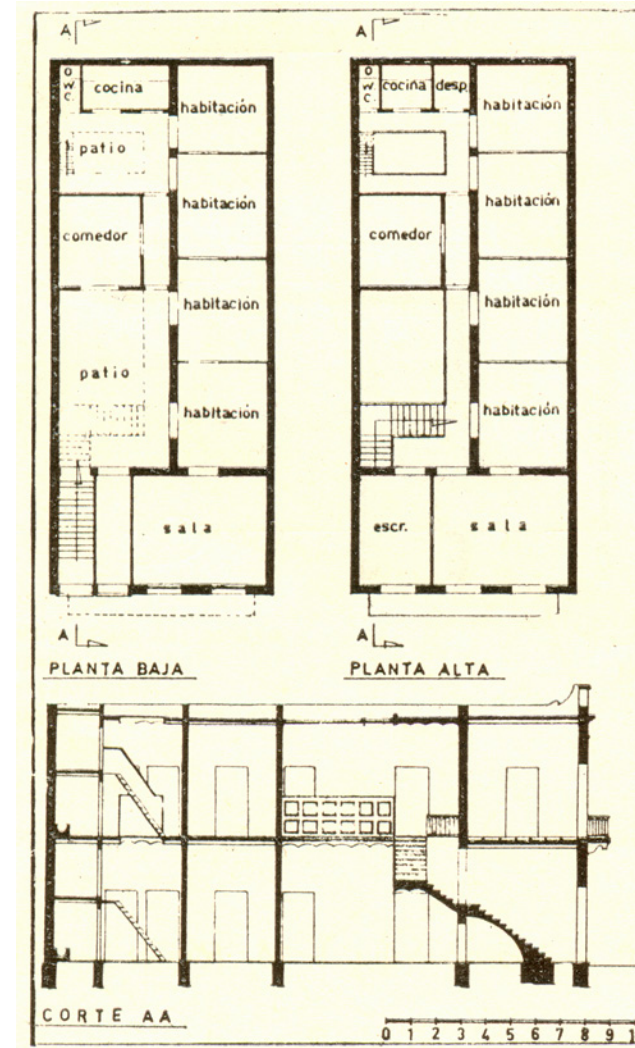 A
A
O
W
C.
cocina
habitación
patio
habitación
comedor
habitación
patio
habitación
sala
A
PLANTA BAJA
O
W
C.
cocina
desp.
habitación
habitación
comedor
habitación
habitación
escr.
sala
A
PLANTA ALTA
CORTE AA
0 1 2 3 4 5 6 7 8 9 1